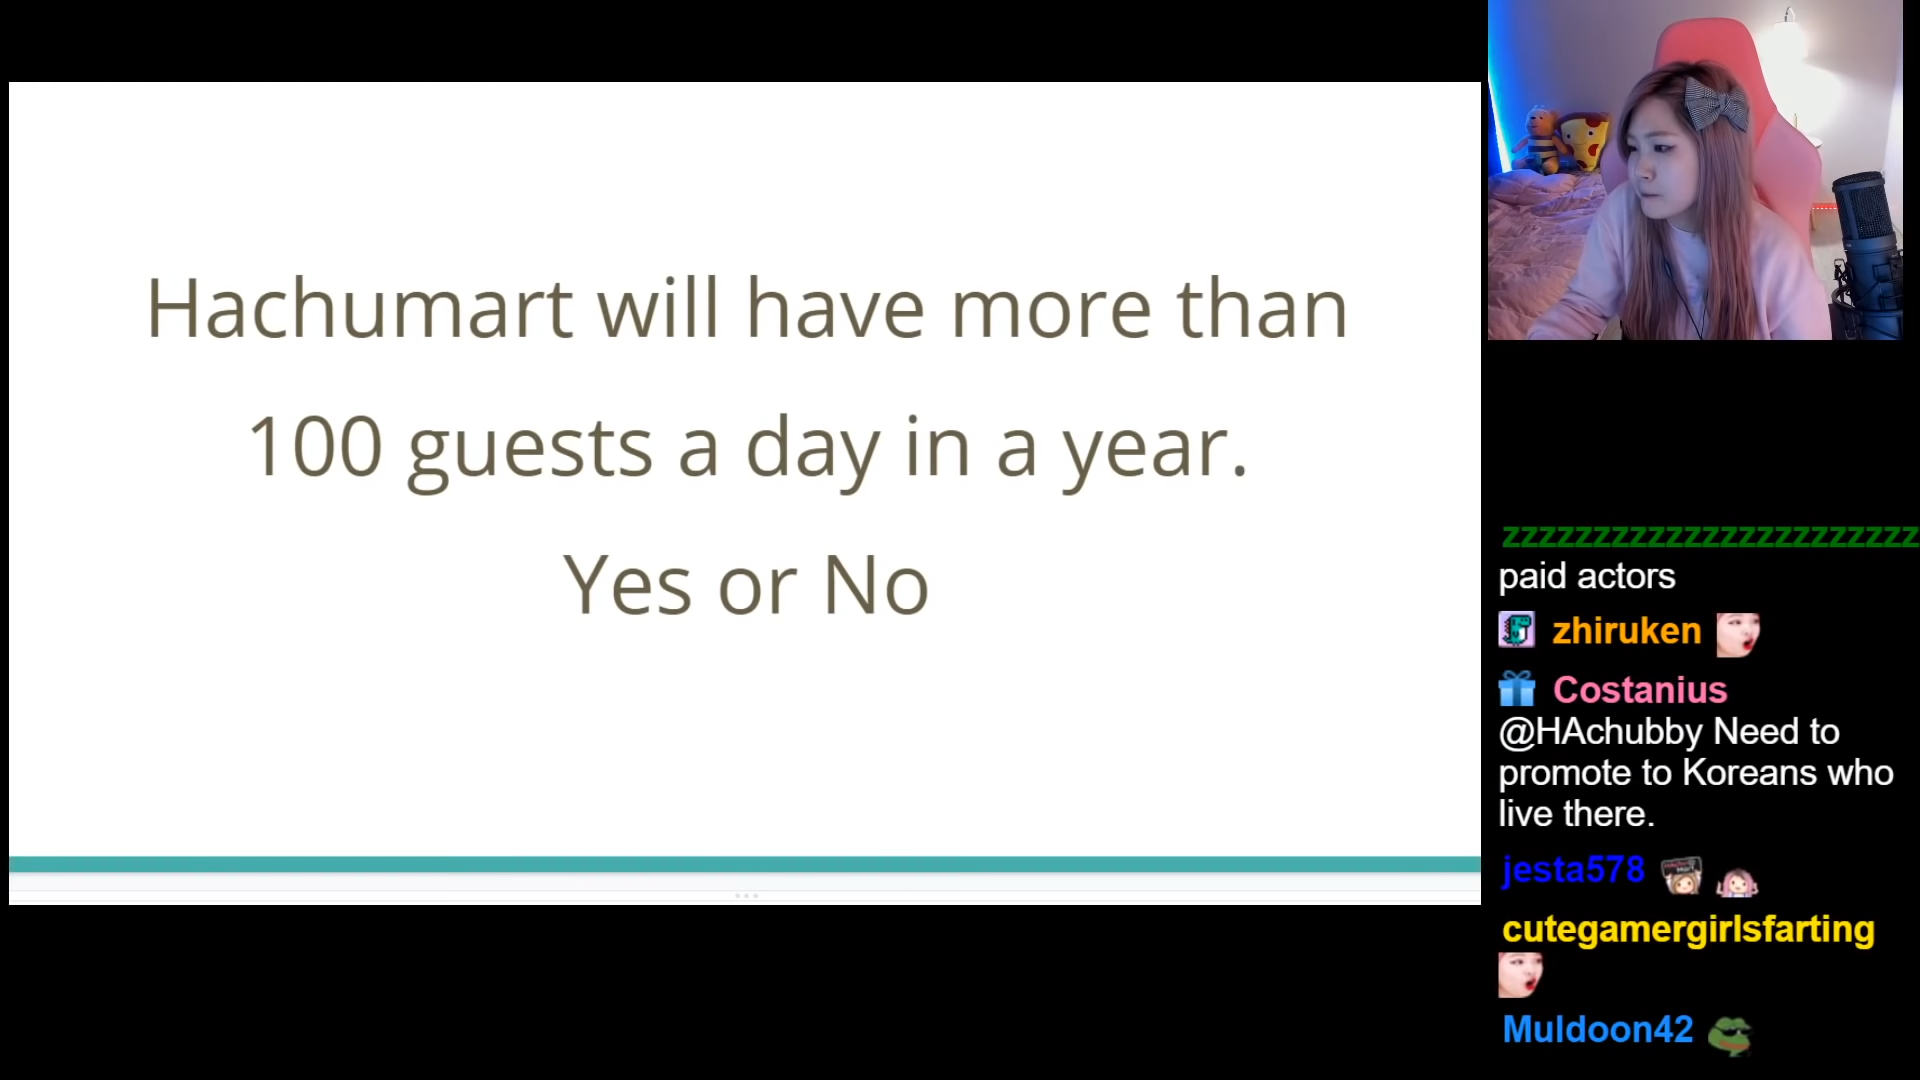 Hachumart will have more than
100 guests a day in a year.
Yes or No
zzzzzzzzzzzzzzzzzzzzzzz
paid actors
zhiruken
Costanius
@HAchubby Need to
promote to Koreans who
live there.
jesta578
cutegamergirlsfarting
Muldoon42